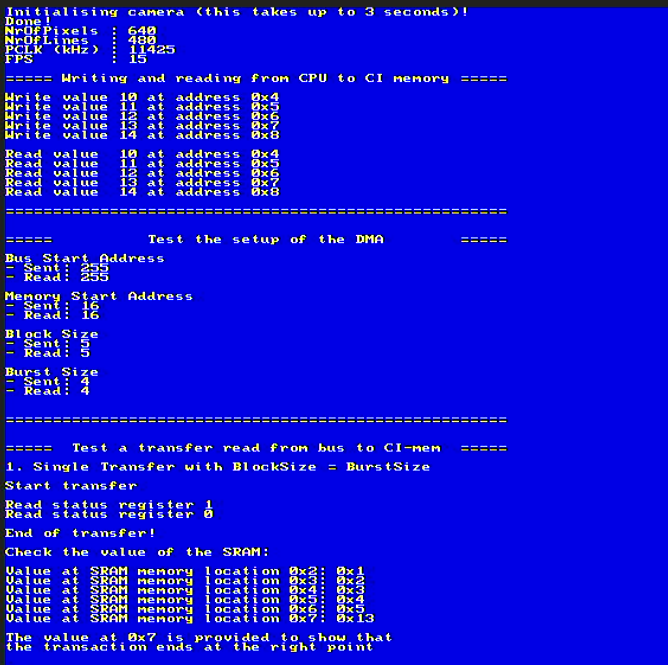 Initialising camera (this takes up to 3 seconds)!
Done!
NrOfPixels : 640
NrOfLines  : 480
PCLK (kHz) : 11425
FPS        : 15
===== Writing and reading from CPU to CI memory =====
Write value 10 at address 0x4
Write value 11 at address 0x5
Write value 12 at address 0x6
Write value 13 at address 0x7
Write value 14 at address 0x8
Read value  10 at address 0x4
Read value  11 at address 0x5
Read value  12 at address 0x6
Read value  13 at address 0x7
Read value  14 at address 0x8
=====================================================
=====          Test the setup of the DMA        =====
Bus Start Address
- Sent: 255
- Read: 255
Memory Start Address
- Sent: 16
- Read: 16
Block Size
- Sent: 5
- Read: 5
Burst Size
- Sent: 4
- Read: 4
=====================================================
=====  Test a transfer read from bus to CI-mem  =====
1. Single Transfer with BlockSize = BurstSize
Start transfer
Read status register 1
Read status register 0
End of transfer!
Check the value of the SRAM:
Value at SRAM memory location 0x2: 0x1
Value at SRAM memory location 0x3: 0x2
Value at SRAM memory location 0x4: 0x3
Value at SRAM memory location 0x5: 0x4
Value at SRAM memory location 0x6: 0x5
Value at SRAM memory location 0x7: 0x13
The value at 0x7 is provided to show that
the transaction ends at the right point